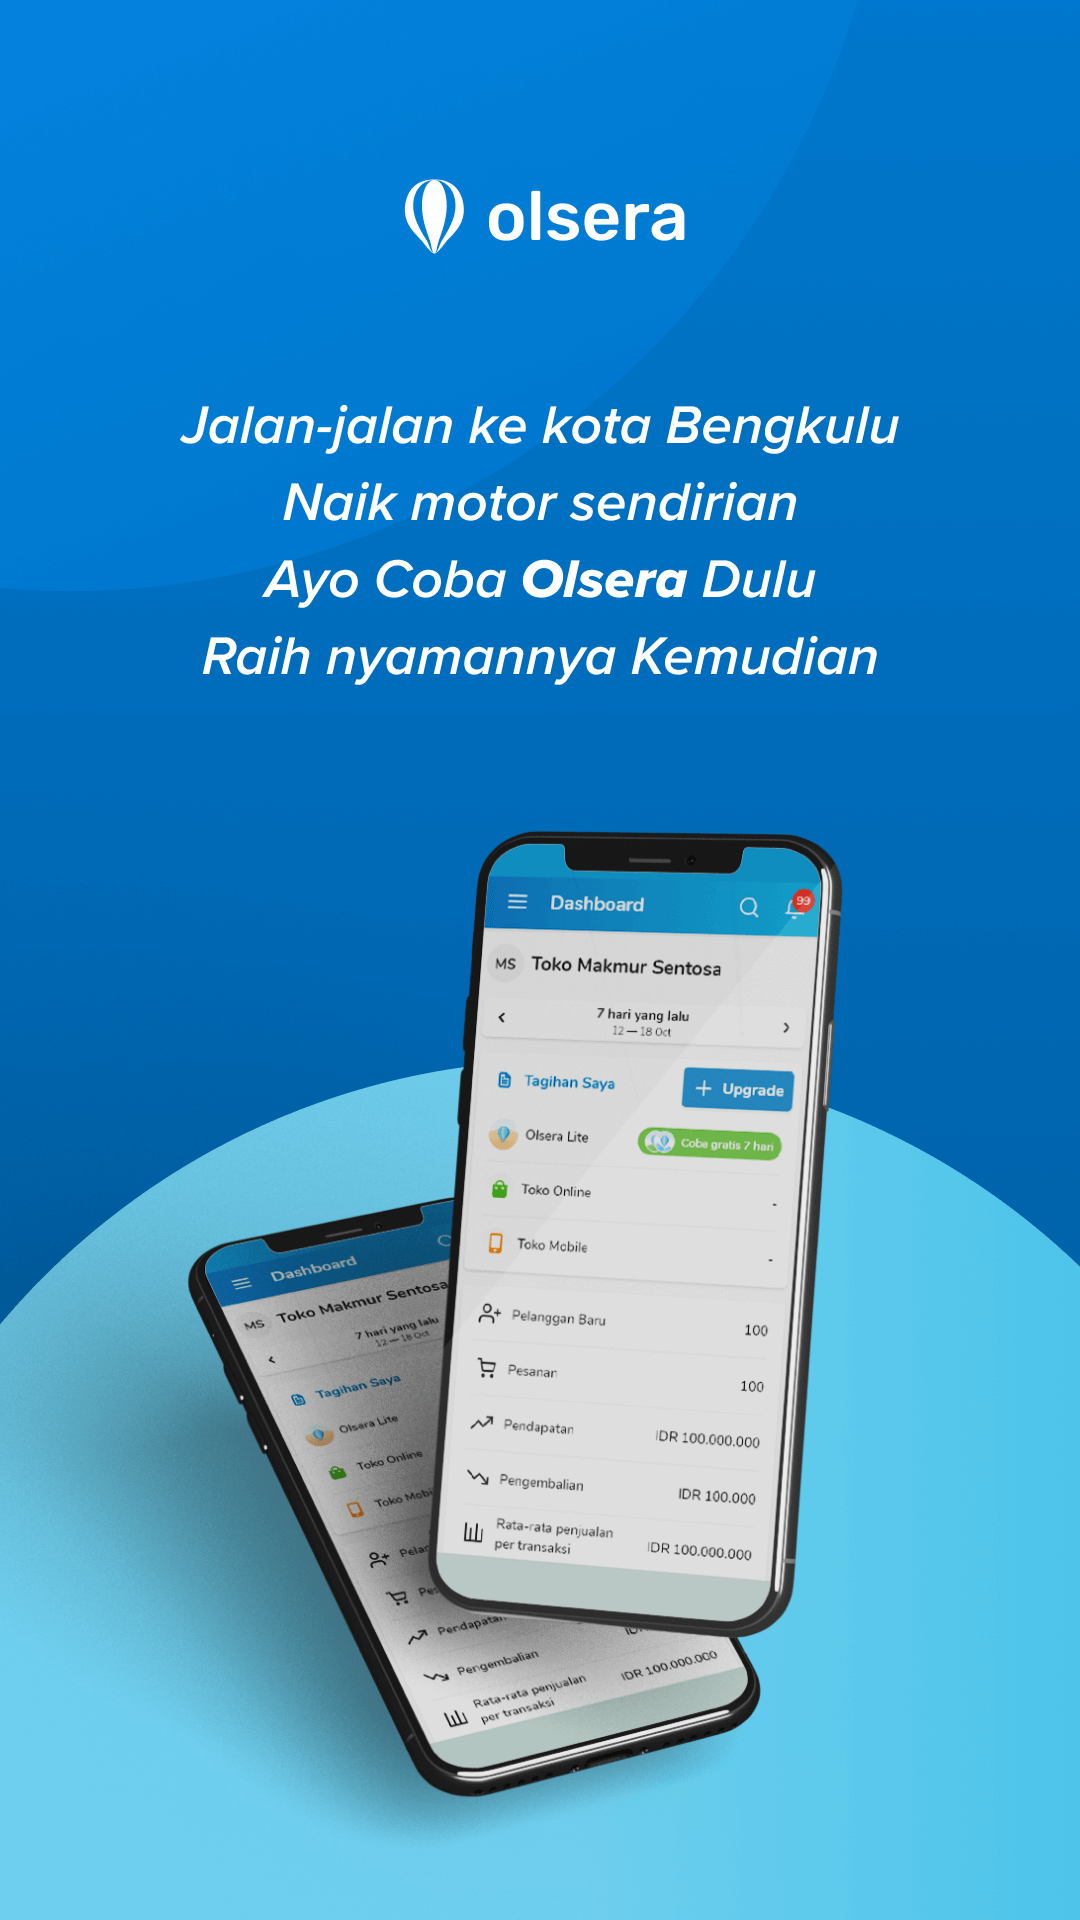 olsera
Jalan-jalan ke kota Bengkulu
Naik motor sendirian
Ayo Coba Olsera Dulu
Raih nyamannya Kemudian
Dashboard
99
MS Toko Makmur Sentosa
7 hari yang lalu
12 — 18 Oct
Tagihan Saya
+ Upgrade
Olsera Lite
Coba gratis 7 hari
Toko Online -
Toko Mobile -
Pelanggan Baru 100
Pesanan 100
Pendapatan IDR 100.000.000
Pengembalian IDR 100.000
Rata-rata penjualan
per transaksi IDR 100.000.000
Dashboard
MS Toko Makmur Sentosa
7 hari yang lalu
12 — 18 Oct
Tagihan Saya
Olsera Lite
Toko Online
Toko Mobi
Pelan
Pes
Pendapatan
Pengembalian
Rata-rata penjualan
per transaksi IDR 100.000.000